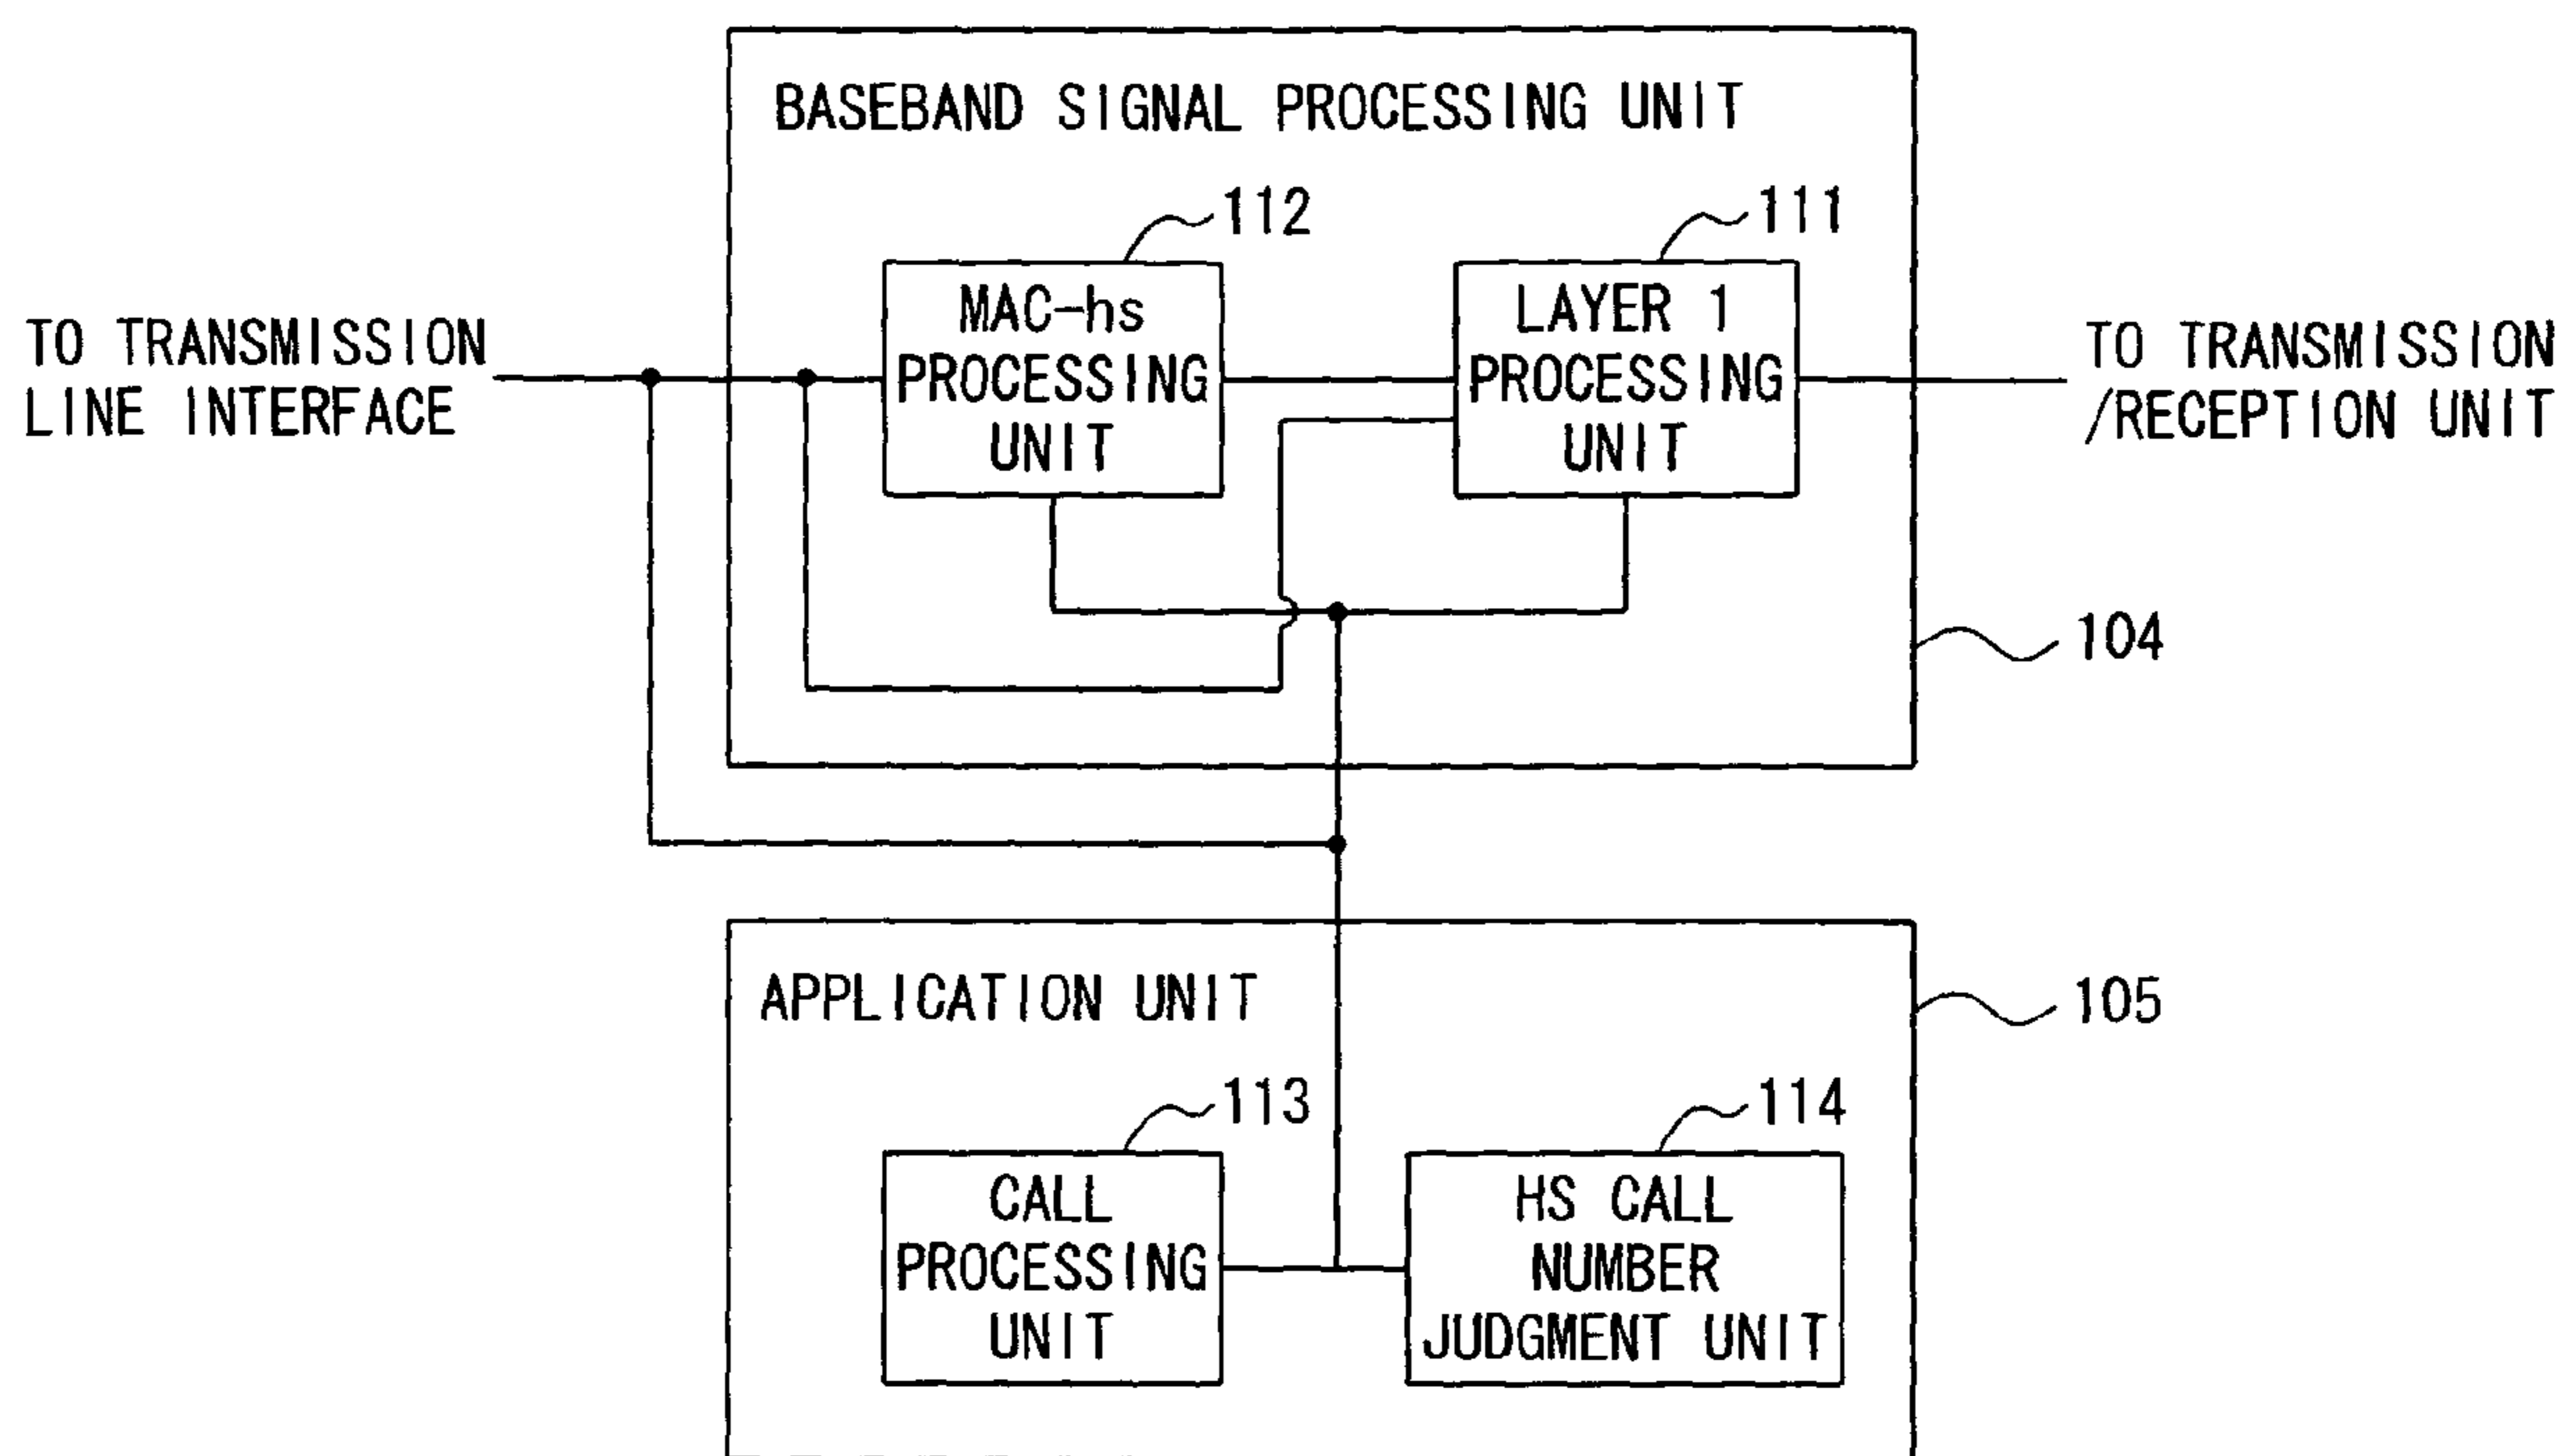 BASEBAND SIGNAL PROCESSING UNIT
112
111
MAC-hs
PROCESSING
UNIT
LAYER 1
PROCESSING
UNIT
TO TRANSMISSION
LINE INTERFACE
TO TRANSMISSION
/RECEPTION UNIT
104
APPLICATION UNIT
105
113
114
CALL
PROCESSING
UNIT
HS CALL
NUMBER
JUDGMENT UNIT